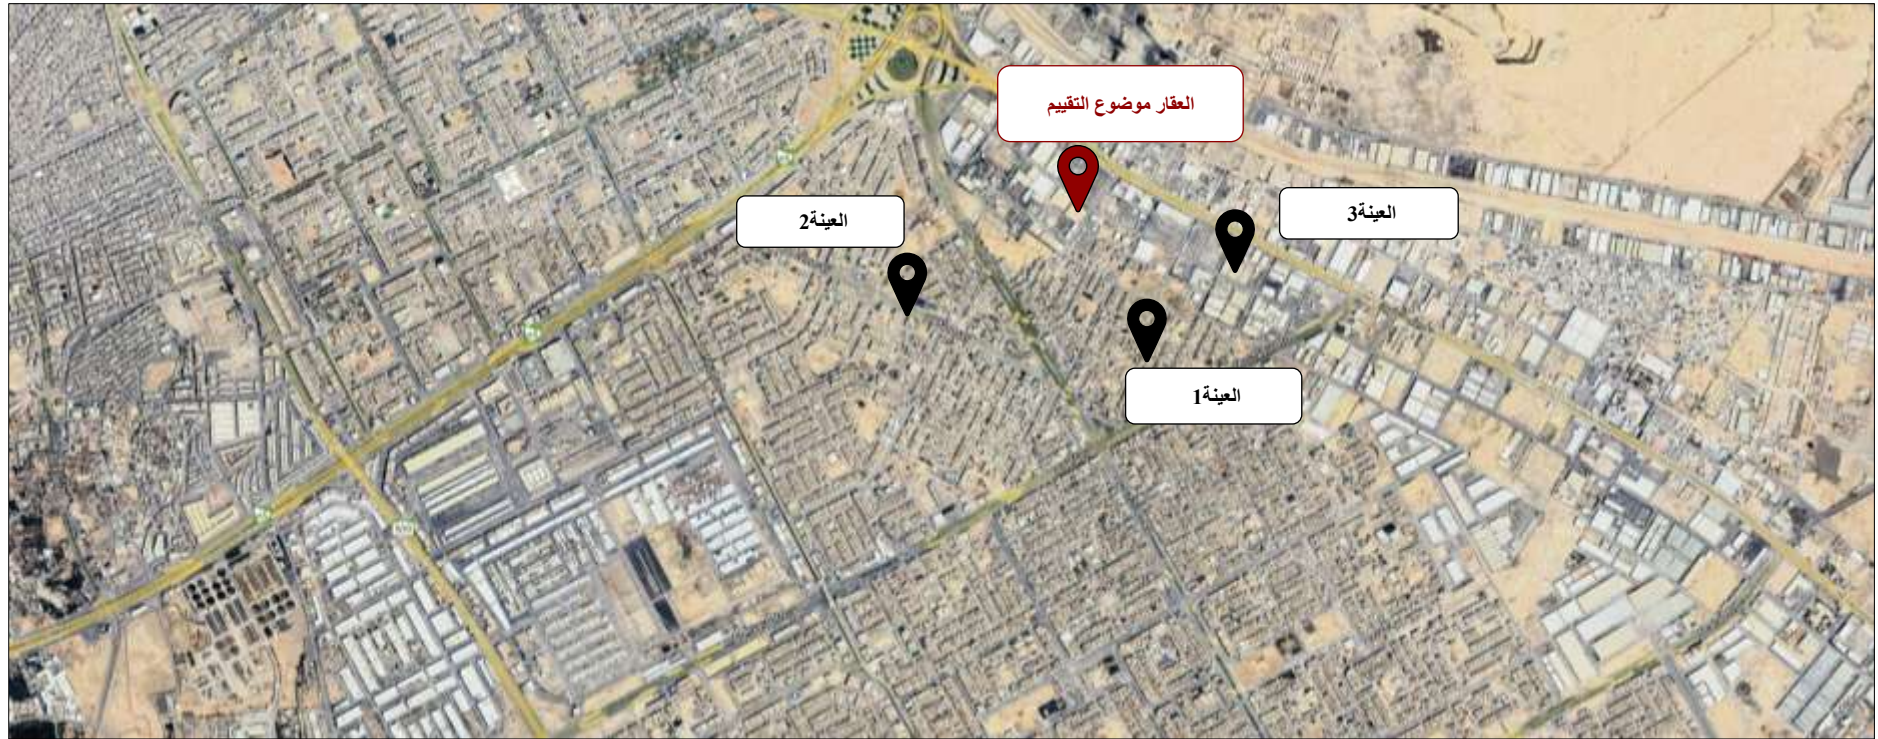 العقار موضوع التقييم
العينة3
العينة2
العينة1